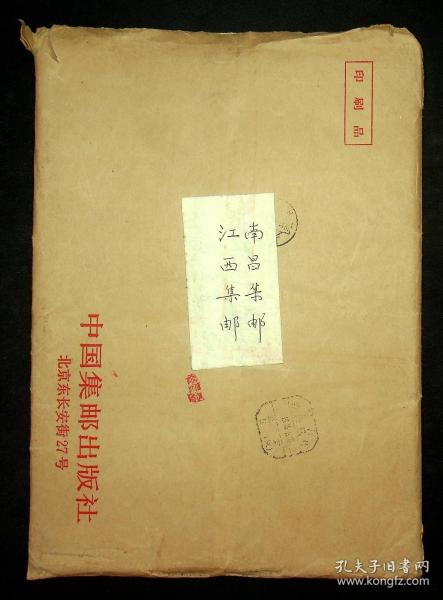 印刷品
南昌集邮
江西集邮
中国集邮出版社
北京东长安街27号
孔夫子旧书网
www.kongfz.com